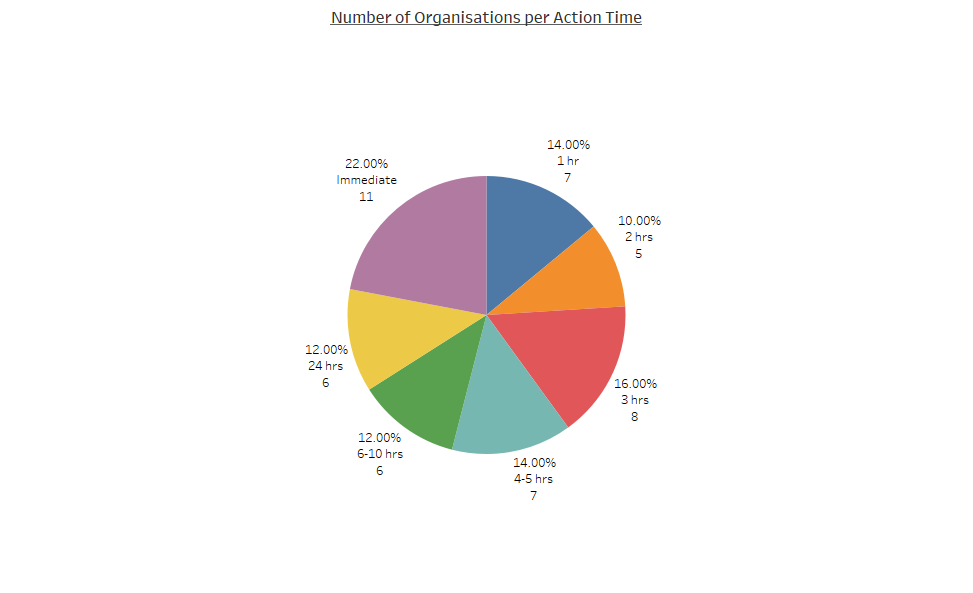 Number of Organisations per Action Time
14.00%
1 hr
7
10.00%
2 hrs
5
16.00%
3 hrs
8
14.00%
4-5 hrs
7
12.00%
6-10 hrs
6
12.00%
24 hrs
6
22.00%
Immediate
11